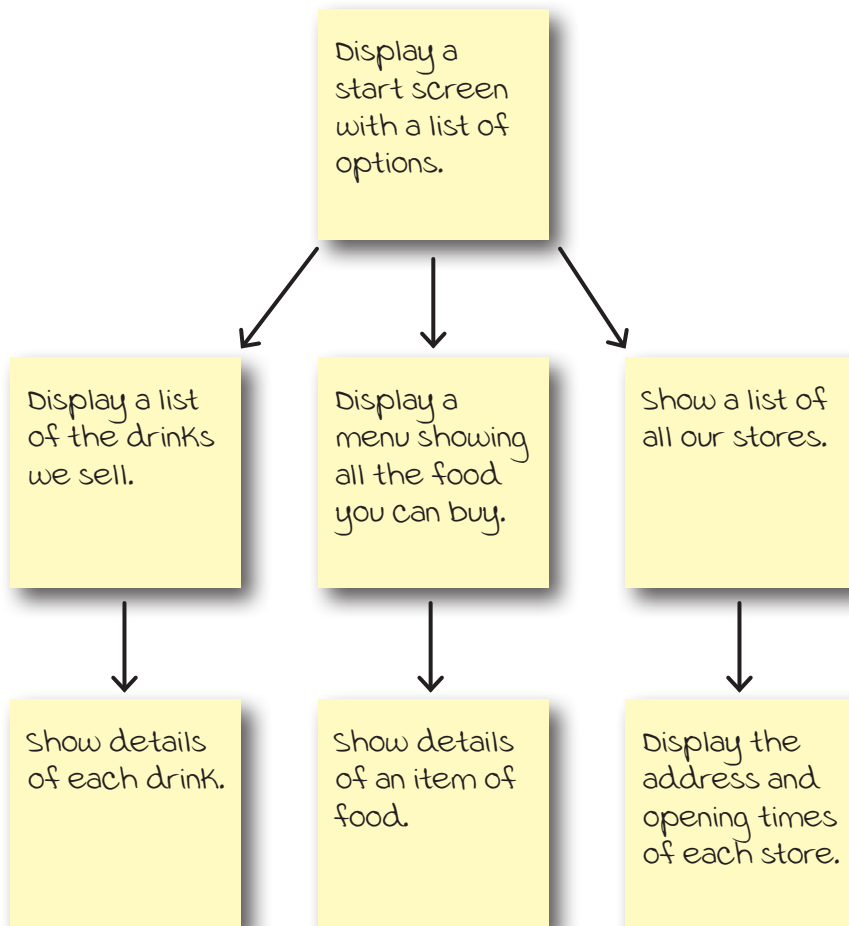 Display a
start screen
with a list of
options.
Display a list
of the drinks
we sell.
Display a
menu showing
all the food
you can buy.
Show a list of
all our stores.
Show details
of each drink.
Show details
of an item of
food.
Display the
address and
opening times
of each store.